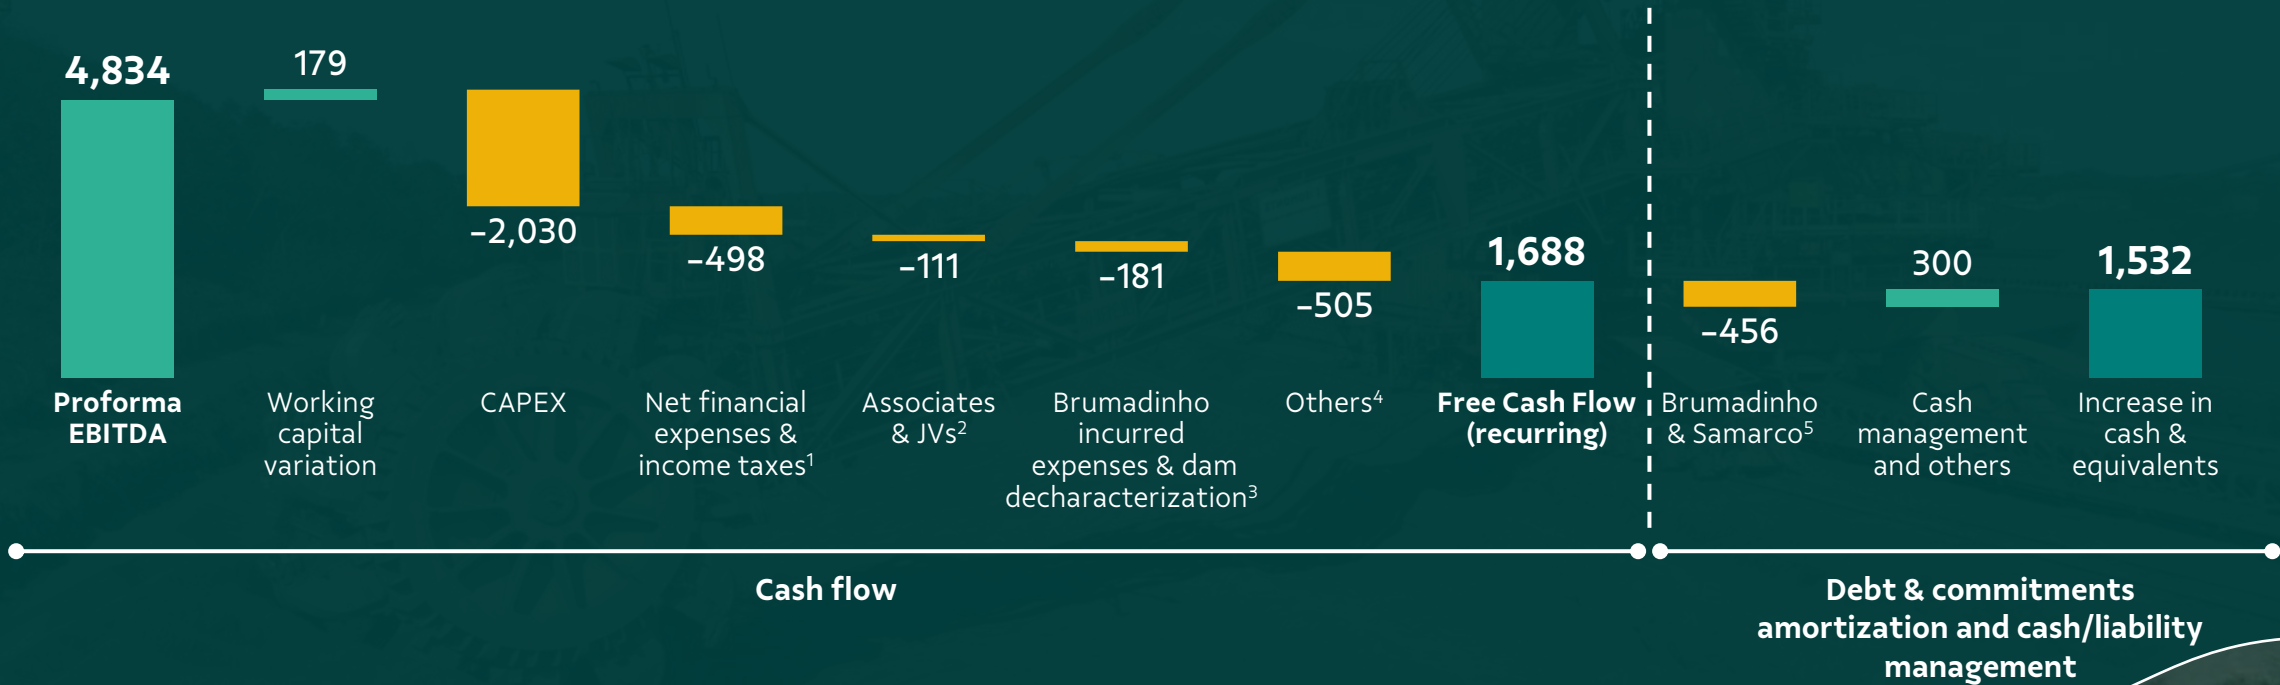 4,834
179
-2,030
-498
-111
-181
-505
1,688
-456
300
1,532
Proforma
EBITDA
Working
capital
variation
CAPEX
Net financial
expenses &
income taxes¹
Associates
& JVs²
Brumadinho
incurred
expenses & dam
decharacterization³
Others⁴
Free Cash Flow
(recurring)
Brumadinho
& Samarco⁵
Cash
management
and others
Increase in
cash &
equivalents
Cash flow
Debt & commitments
amortization and cash/liability
management